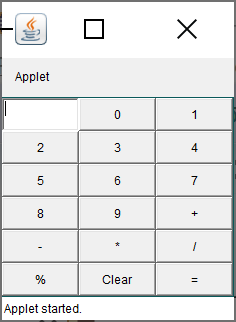 Applet
0 1
2 3 4
5 6 7
8 9 +
- * /
% Clear =
Applet started.